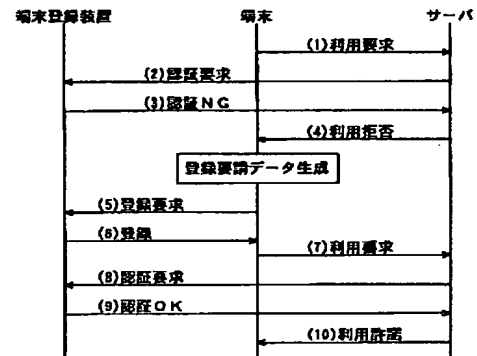 端末登録装置 端末 サーバ
(1)利用要求
(2)認証要求
(3)認証NG
(4)利用拒否
登録要請データ生成
(5)登録要求
(6)登録
(7)利用要求
(8)認証要求
(9)認証OK
(10)利用許諾